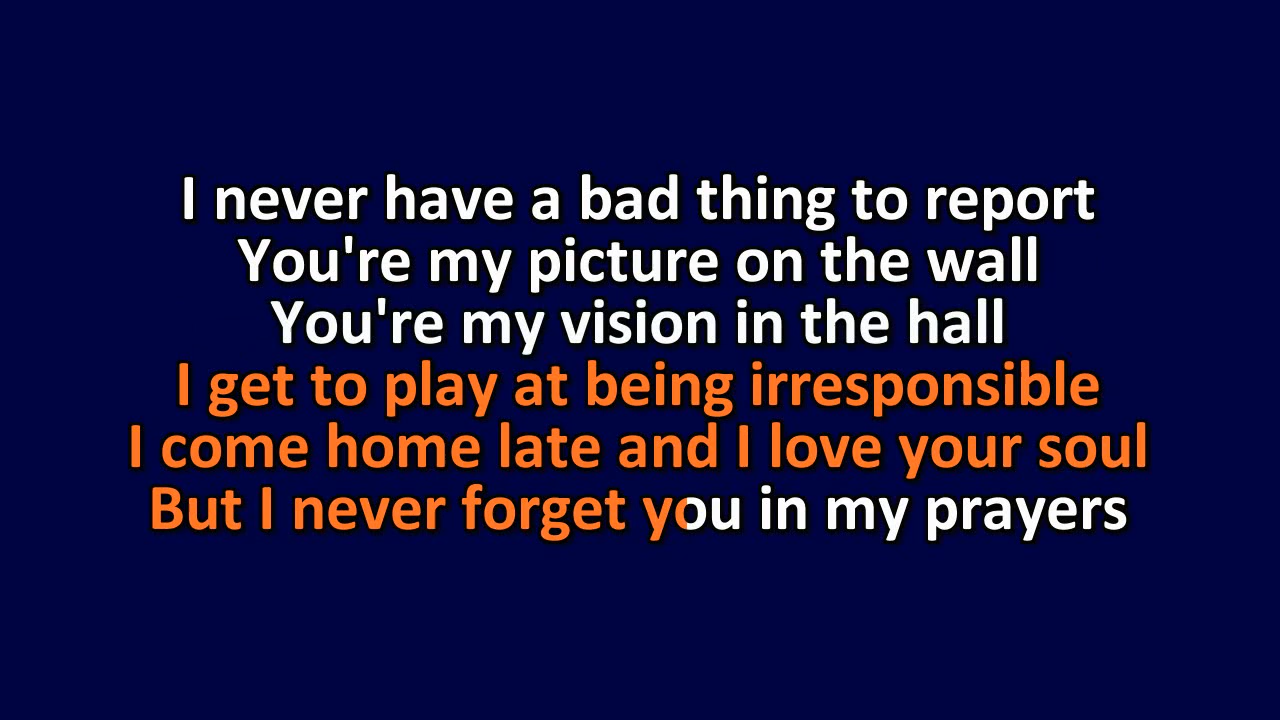 I never have a bad thing to report
You're my picture on the wall
You're my vision in the hall
I get to play at being irresponsible
I come home late and I love your soul
But I never forget you in my prayers